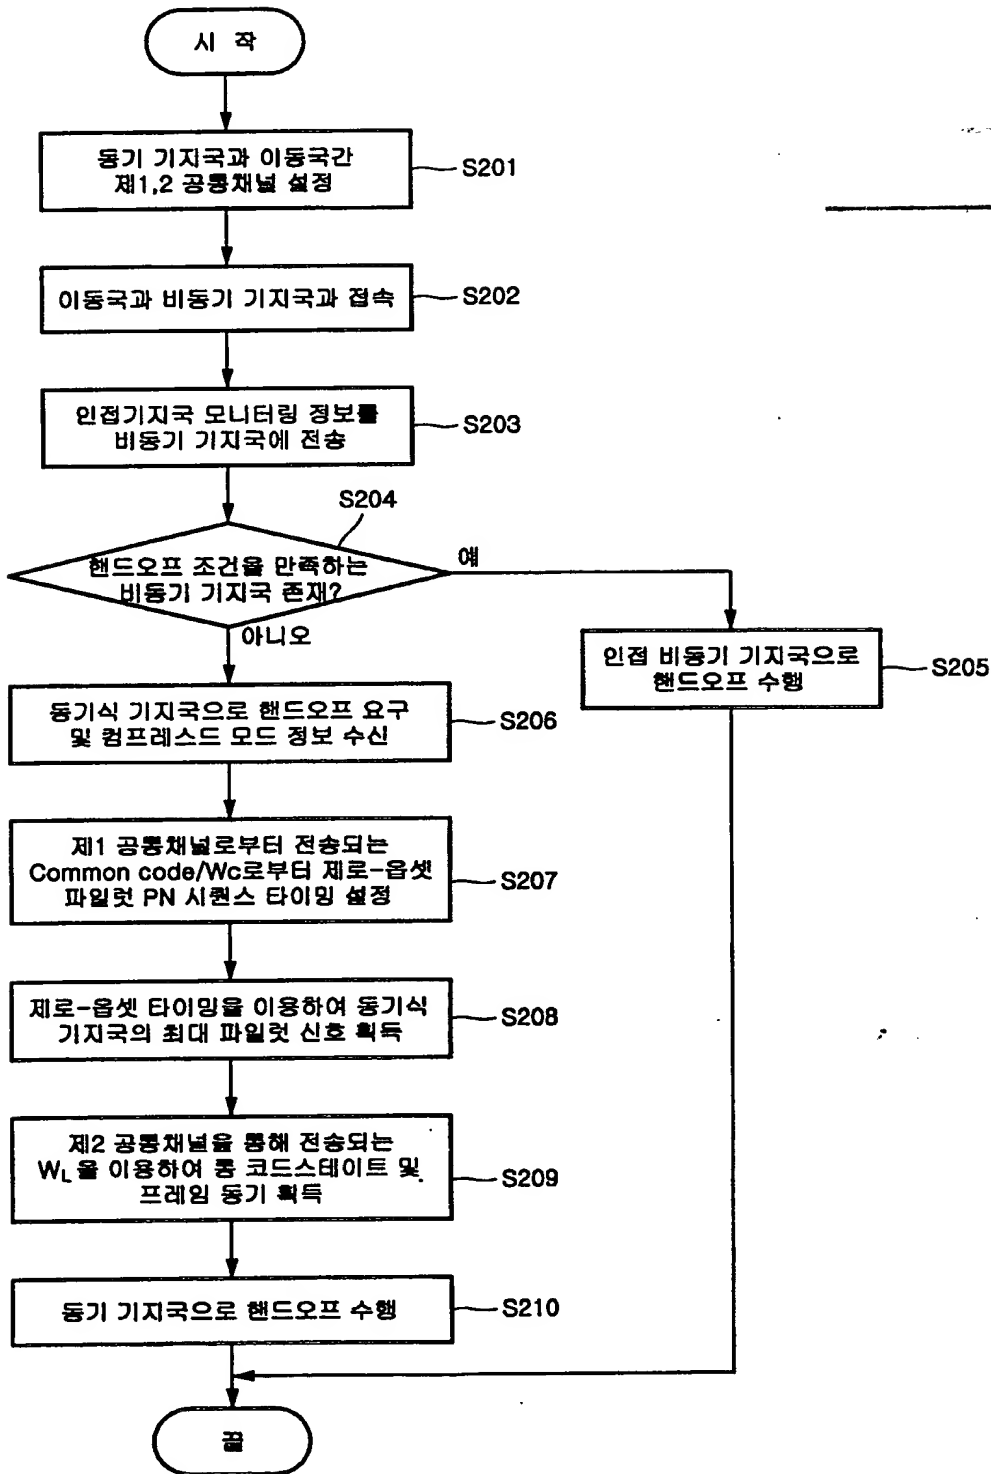 시 작
동기 기지국과 이동국간
제1,2 공통채널 설정
S201
이동국과 비동기 기지국과 접속
S202
인접기지국 모니터링 정보를
비동기 기지국에 전송
S203
S204
핸드오프 조건을 만족하는
비동기 기지국 존재?
예
아니오
인접 비동기 기지국으로
핸드오프 수행
S205
동기식 기지국으로 핸드오프 요구
및 컴프레스드 모드 정보 수신
S206
제1 공통채널로부터 전송되는
Common code/Wc로부터 제로-옵셋
파일럿 PN 시퀀스 타이밍 설정
S207
제로-옵셋 타이밍을 이용하여 동기식
기지국의 최대 파일럿 신호 획득
S208
제2 공통채널을 통해 전송되는
WL을 이용하여 롱 코드스테이트 및
프레임 동기 획득
S209
동기 기지국으로 핸드오프 수행
S210
끝